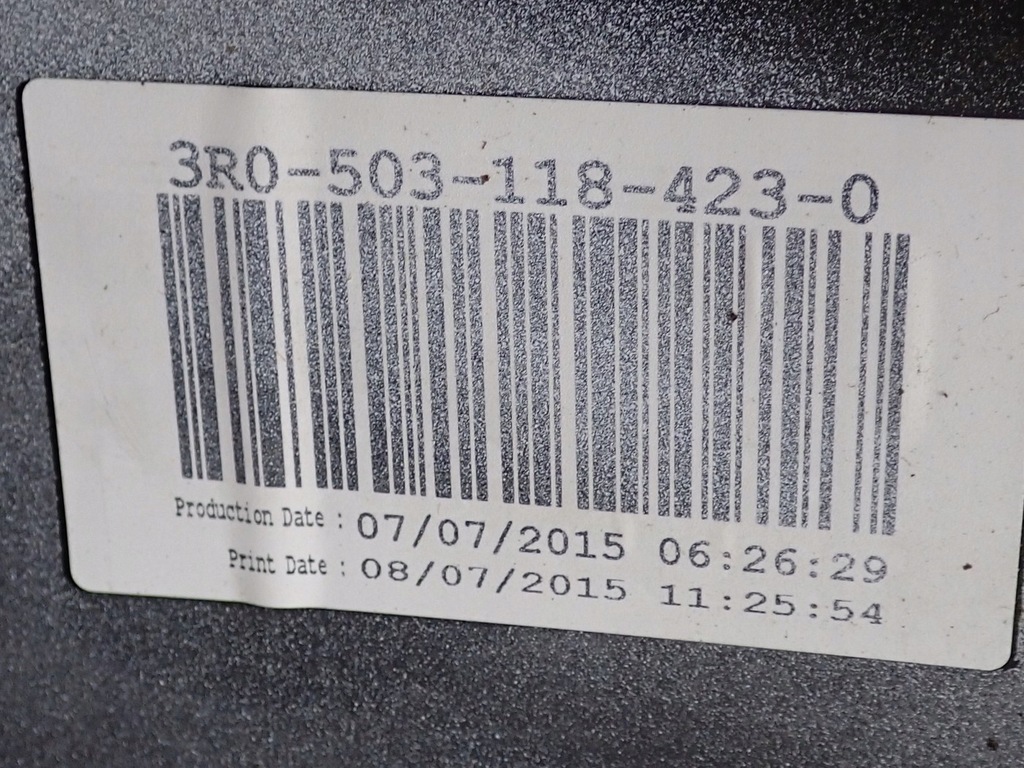 3R0-503-118-423-0
Production Date : 07/07/2015 06:26:29
Print Date : 08/07/2015 11:25:54